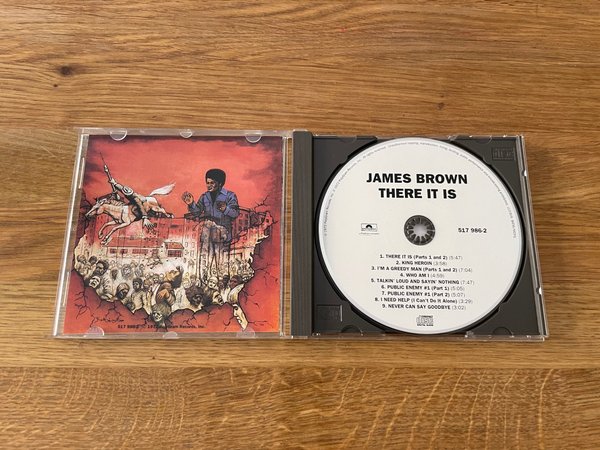 JAMES BROWN
THERE IT IS
517 986-2
1. THERE IT IS (Parts 1 and 2) (5:47)
2. KING HEROIN (3:58)
3. I'M A GREEDY MAN (Parts 1 and 2) (7:04)
4. WHO AM I (4:59)
5. TALKIN' LOUD AND SAYIN' NOTHING (7:47)
6. PUBLIC ENEMY #1 (Part 1) (5:05)
7. PUBLIC ENEMY #1 (Part 2) (5:07)
8. I NEED HELP (I Can't Do It Alone) (3:29)
9. NEVER CAN SAY GOODBYE (3:02)
Records, Inc.